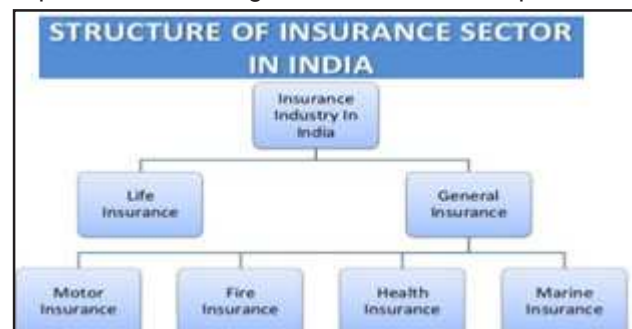 STRUCTURE OF INSURANCE SECTOR
IN INDIA
Insurance
Industry In
India
Life
Insurance
General
Insurance
Motor
Insurance
Fire
Insurance
Health
Insurance
Marine
Insurance